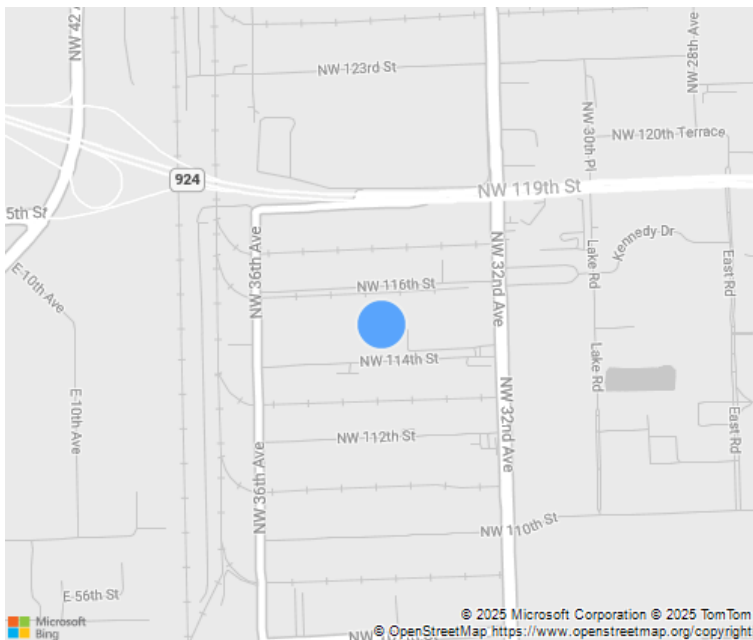 NW 42
NW 28th Ave
NW 123rd St
NW 30th Pl
NW 120th Terrace
924
NW 119th St
5th St
NW 36th Ave
NW 32nd Ave
Lake Rd
Kennedy Dr
East Rd
E 10th Ave
NW 116th St
NW 114th St
Lake Rd
E 10th Ave
NW 32nd Ave
East Rd
NW 112th St
NW 36th Ave
NW 110th St
E 56th St
Microsoft
Bing
© 2025 Microsoft Corporation © 2025 TomTom
© OpenStreetMap https://www.openstreetmap.org/copyright